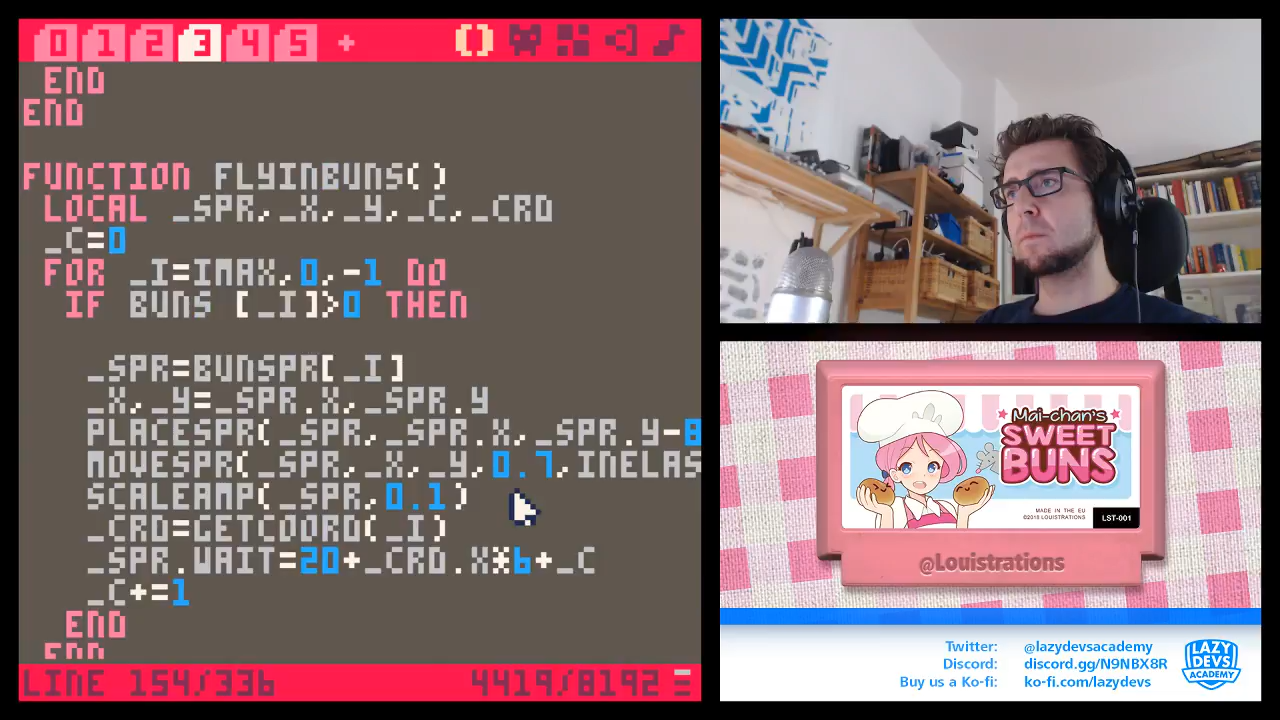 0 1 2 3 4 5 +
END
END
FUNCTION FLYINBUNS()
LOCAL _SPR,_X,_Y,_C,_CRD
_C=0
FOR _I=IMAX,0,-1 DO
IF BUNS [_I]>0 THEN
_SPR=BUNSPR[_I]
_X,_Y=_SPR.X,_SPR.Y
PLACESPR(_SPR,_SPR.X,_SPR.Y-8
MOVESPR(_SPR,_X,_Y,0.7,INELAS
SCALEAMP(_SPR,0.1)
_CRD=GETCOORD(_I)
_SPR.WAIT=20+_CRD.X*6+_C
_C+=1
END
END
LINE 154/336 4419/8192
Mai-chan's
SWEET
BUNS
MADE IN THE EU
©2018 LOUISTRATIONS
LST-001
@Louistrations
Twitter: @lazydevsacademy
Discord: discord.gg/N9NBX8R
Buy us a Ko-fi: ko-fi.com/lazydevs
LAZY
DEVS
ACADEMY